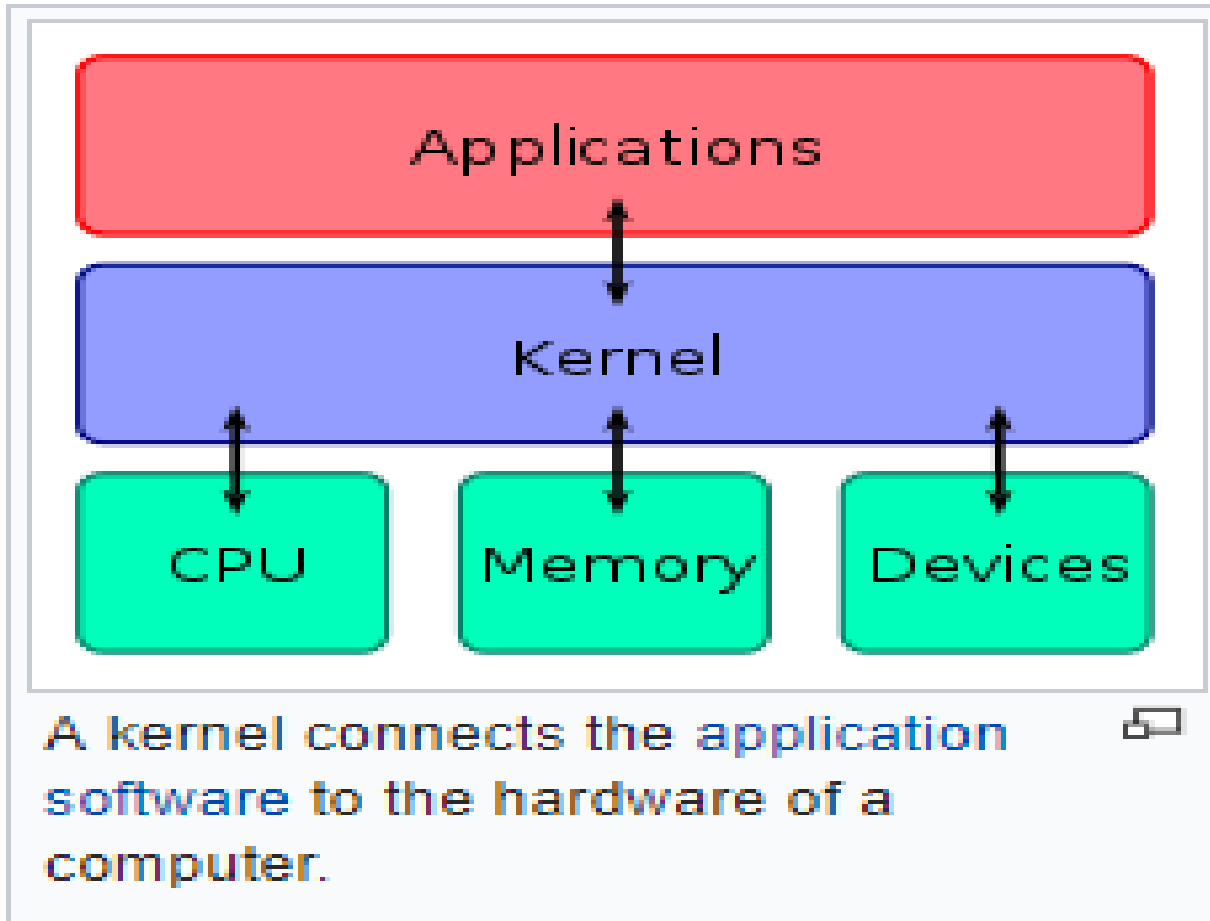 Applications
Kernel
CPU Memory Devices
A kernel connects the application
software to the hardware of a
computer.